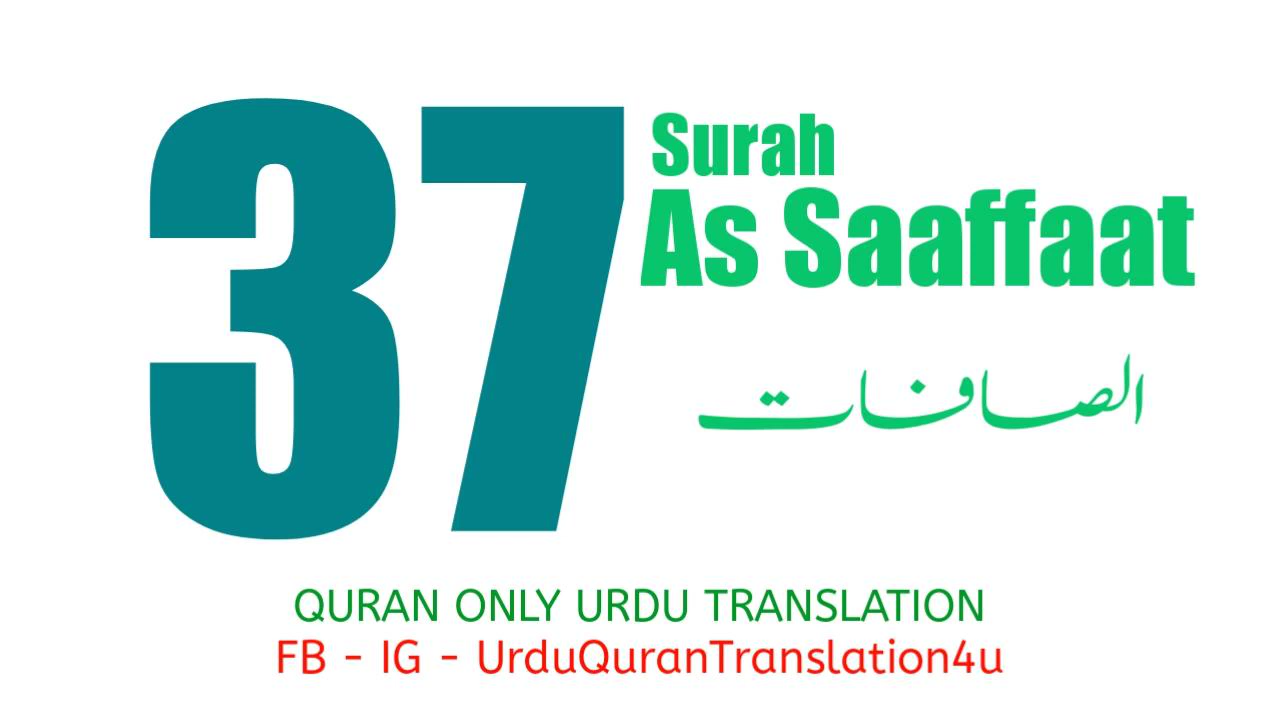 37
Surah
As Saaffaat
الصافات
QURAN ONLY URDU TRANSLATION
FB - IG - UrduQuranTranslation4u